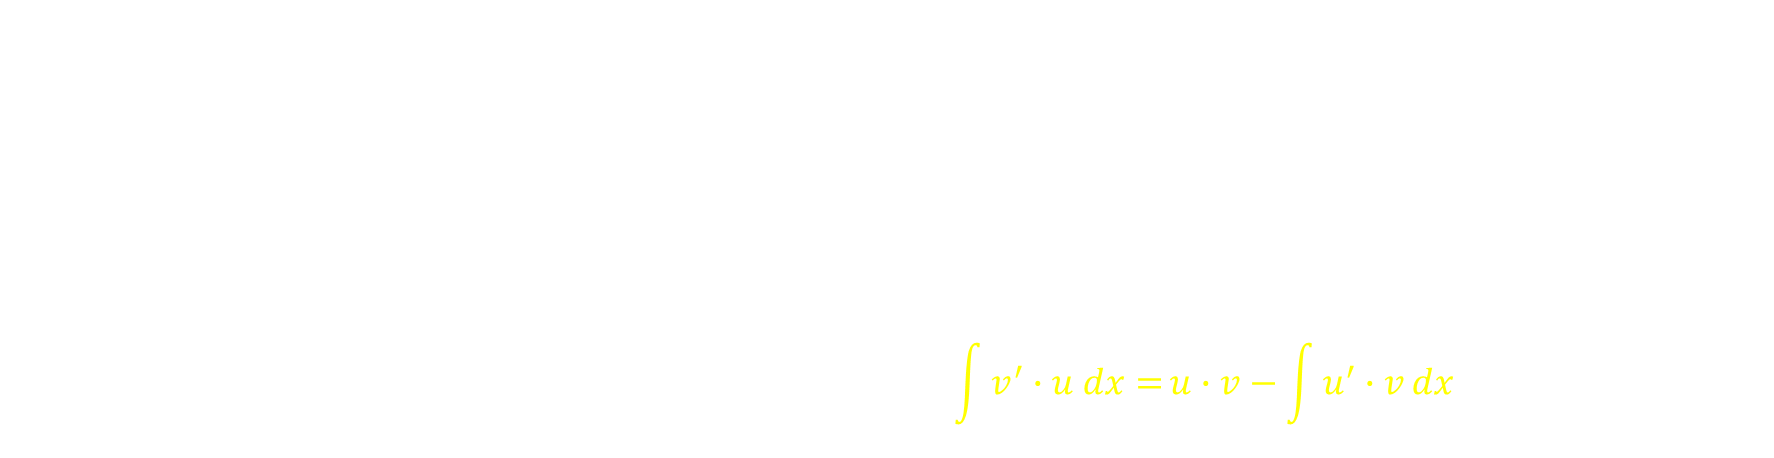 ∫ v′ · u dx = u · v − ∫ u′ · v dx